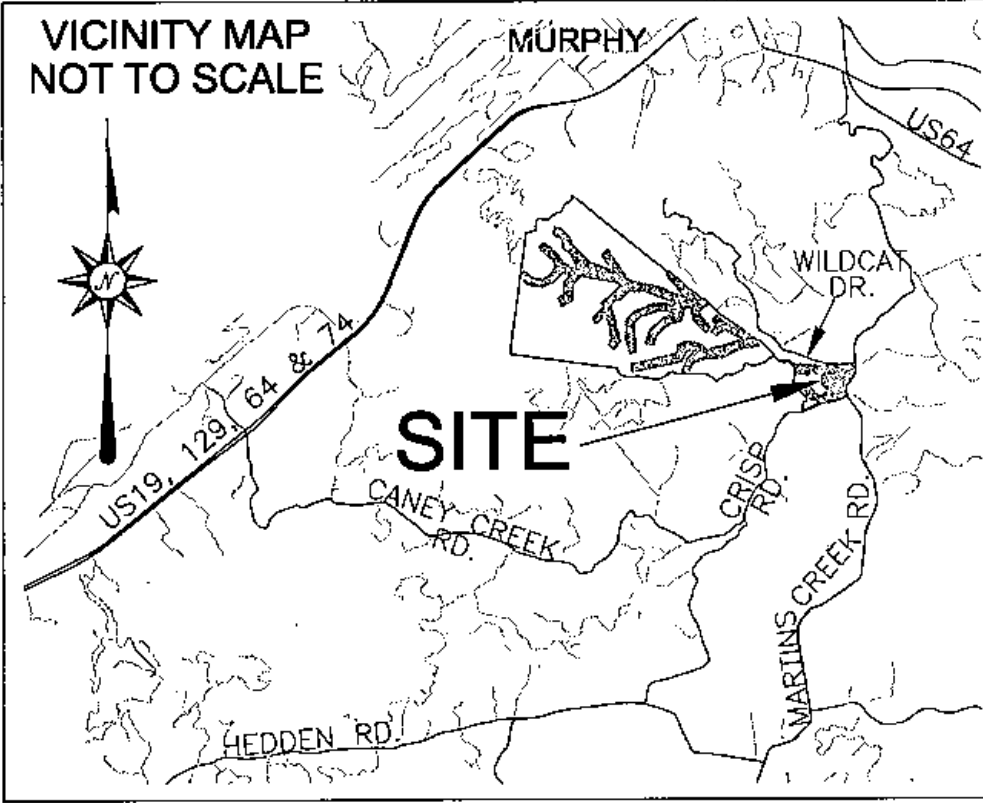 VICINITY MAP
NOT TO SCALE
MURPHY
US64
N
WILDCAT
DR.
US19, 129, 64 & 74
SITE
CRISP
RD.
CANEY CREEK
RD.
MARTINS CREEK RD.
HEDDEN RD.